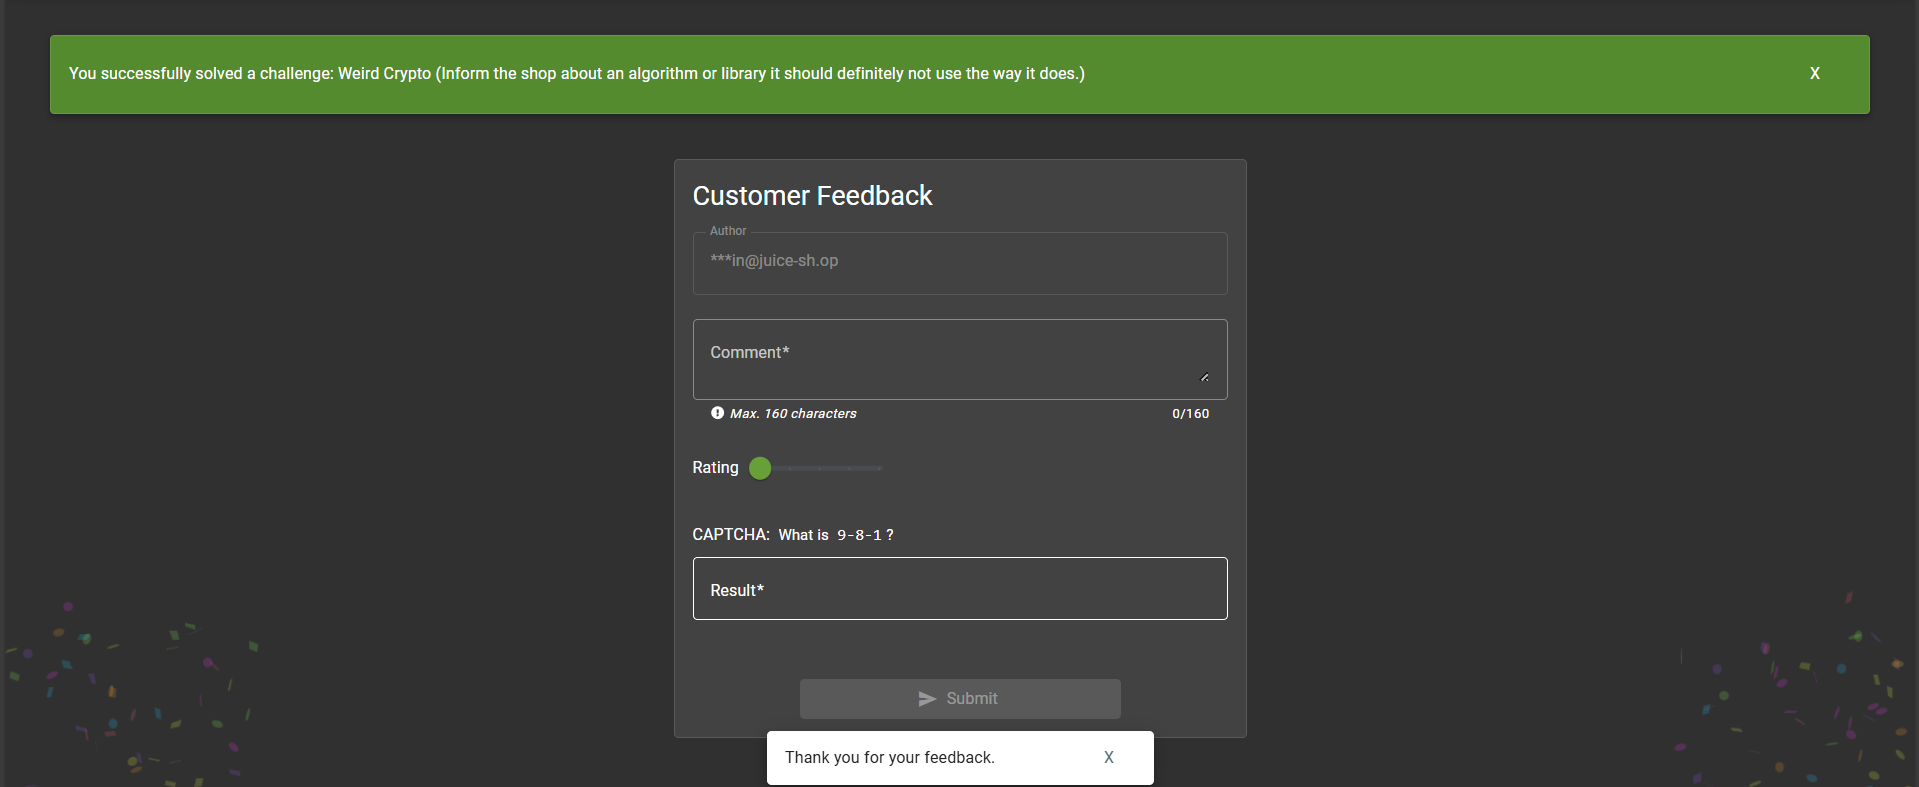 You successfully solved a challenge: Weird Crypto (Inform the shop about an algorithm or library it should definitely not use the way it does.)
X
Customer Feedback
Author
***in@juice-sh.op
Comment*
Max. 160 characters
0/160
Rating
CAPTCHA: What is 9-8-1 ?
Result*
Submit
Thank you for your feedback.
X